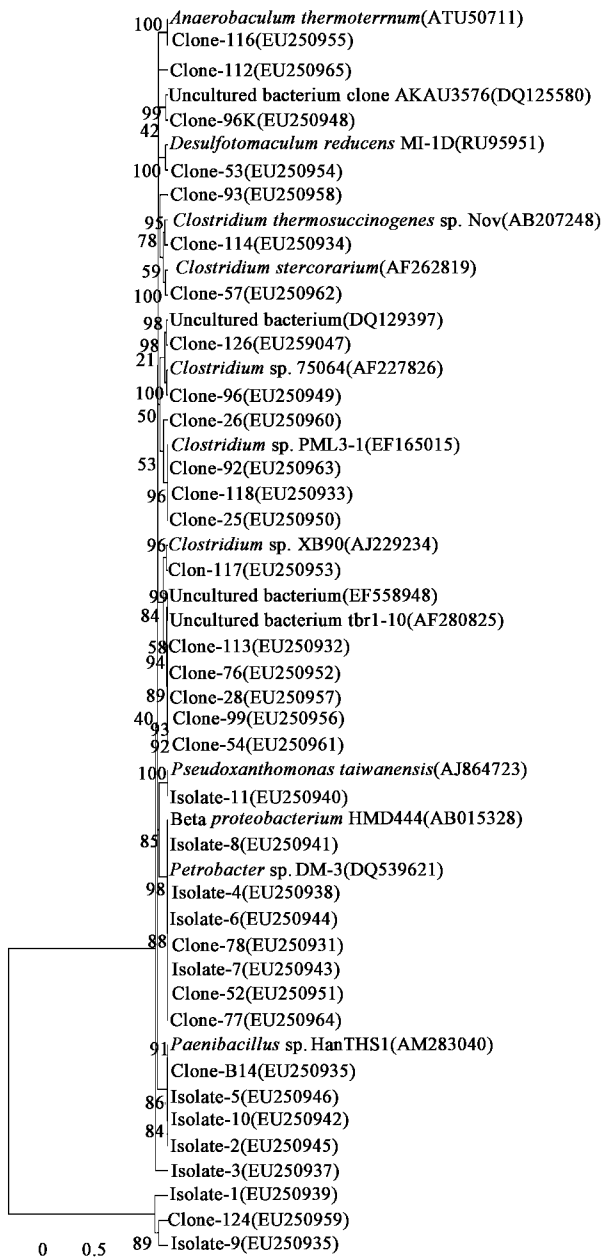 100 Anaerobaculum thermoterrnum(ATU50711)
Clone-116(EU250955)
Clone-112(EU250965)
Uncultured bacterium clone AKAU3576(DQ125580)
99
Clone-96K(EU250948)
42
Desulfotomaculum reducens MI-1D(RU95951)
100 Clone-53(EU250954)
Clone-93(EU250958)
95 Clostridium thermosuccinogenes sp. Nov(AB207248)
78 Clone-114(EU250934)
59 Clostridium stercorarium(AF262819)
100 Clone-57(EU250962)
98 Uncultured bacterium(DQ129397)
98 Clone-126(EU259047)
21 Clostridium sp. 75064(AF227826)
100 Clone-96(EU250949)
50 Clone-26(EU250960)
Clostridium sp. PML3-1(EF165015)
53 Clone-92(EU250963)
96 Clone-118(EU250933)
Clone-25(EU250950)
96 Clostridium sp. XB90(AJ229234)
Clon-117(EU250953)
99 Uncultured bacterium(EF558948)
84 Uncultured bacterium tbr1-10(AF280825)
58 Clone-113(EU250932)
94 Clone-76(EU250952)
89 Clone-28(EU250957)
40 Clone-99(EU250956)
93
92 Clone-54(EU250961)
100 Pseudoxanthomonas taiwanensis(AJ864723)
Isolate-11(EU250940)
Beta proteobacterium HMD444(AB015328)
85 Isolate-8(EU250941)
Petrobacter sp. DM-3(DQ539621)
98 Isolate-4(EU250938)
Isolate-6(EU250944)
88 Clone-78(EU250931)
Isolate-7(EU250943)
Clone-52(EU250951)
Clone-77(EU250964)
91 Paenibacillus sp. HanTHS1(AM283040)
Clone-B14(EU250935)
86 Isolate-5(EU250946)
Isolate-10(EU250942)
84 Isolate-2(EU250945)
Isolate-3(EU250937)
Isolate-1(EU250939)
Clone-124(EU250959)
0 0.5 89 Isolate-9(EU250935)